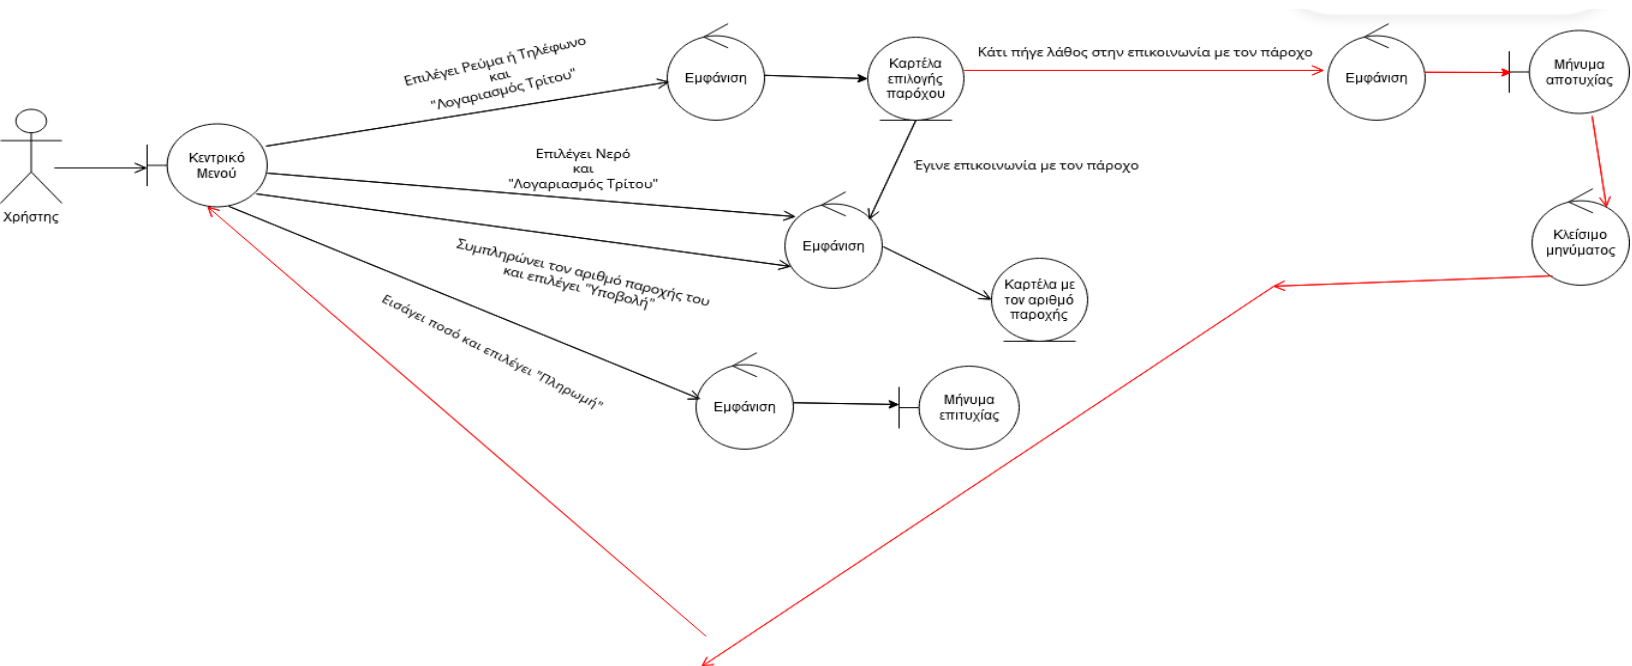 Επιλέγει Ρεύμα ή Τηλέφωνο
και
"Λογαριασμός Τρίτου"
Εμφάνιση
Καρτέλα
επιλογής
παρόχου
Κάτι πήγε λάθος στην επικοινωνία με τον πάροχο
Εμφάνιση
Μήνυμα
αποτυχίας
Χρήστης
Κεντρικό
Μενού
Επιλέγει Νερό
και
"Λογαριασμός Τρίτου"
Έγινε επικοινωνία με τον πάροχο
Εμφάνιση
Κλείσιμο
μηνύματος
Συμπληρώνει τον αριθμό παροχής του
και επιλέγει "Υποβολή"
Καρτέλα με
τον αριθμό
παροχής
Εισάγει ποσό και επιλέγει "Πληρωμή"
Εμφάνιση
Μήνυμα
επιτυχίας